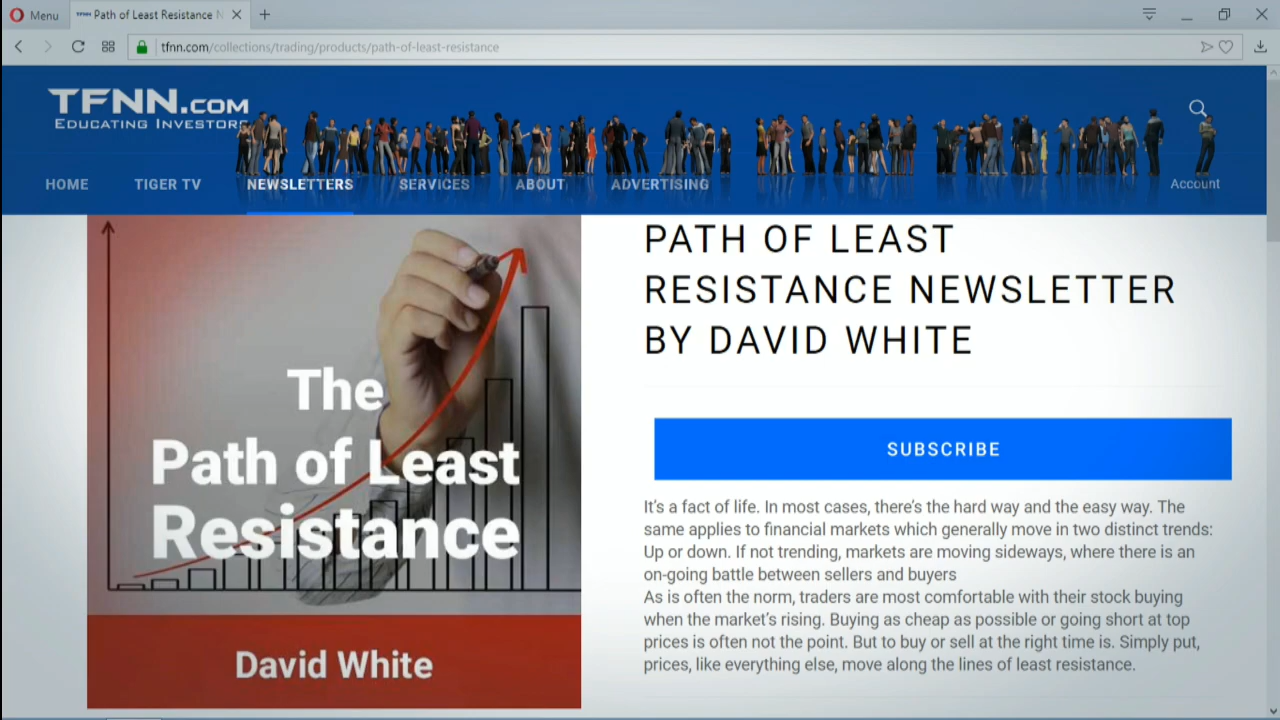 Menu
Path of Least Resistance N
tfnn.com/collections/trading/products/path-of-least-resistance
TFNN.COM
EDUCATING INVESTORS
HOME TIGER TV NEWSLETTERS SERVICES ABOUT ADVERTISING Account
The
Path of Least
Resistance
David White
PATH OF LEAST
RESISTANCE NEWSLETTER
BY DAVID WHITE
SUBSCRIBE
It's a fact of life. In most cases, there's the hard way and the easy way. The
same applies to financial markets which generally move in two distinct trends:
Up or down. If not trending, markets are moving sideways, where there is an
on-going battle between sellers and buyers
As is often the norm, traders are most comfortable with their stock buying
when the market's rising. Buying as cheap as possible or going short at top
prices is often not the point. But to buy or sell at the right time is. Simply put,
prices, like everything else, move along the lines of least resistance.